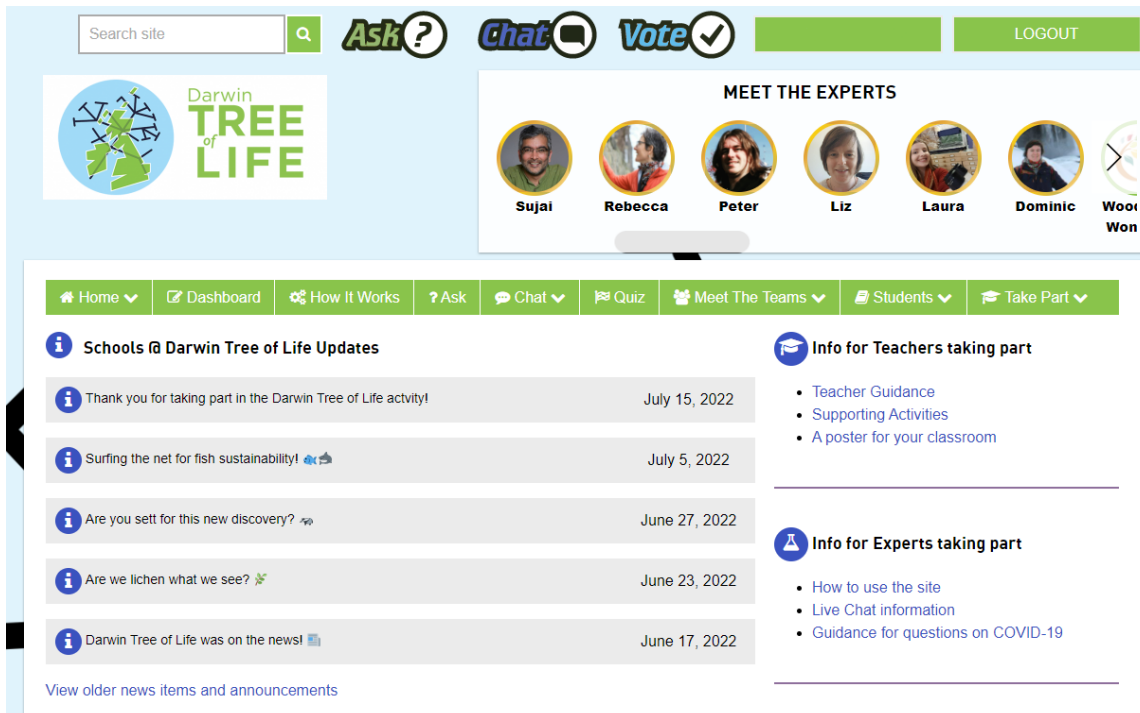 Search site
Ask?
Chat
Vote
LOGOUT
Darwin
TREE
of
LIFE
MEET THE EXPERTS
Sujai Rebecca Peter Liz Laura Dominic
Home Dashboard How It Works ? Ask Chat Quiz Meet The Teams Students Take Part
Schools @ Darwin Tree of Life Updates
Thank you for taking part in the Darwin Tree of Life actvity! July 15, 2022
Surfing the net for fish sustainability! 🐟🐬 July 5, 2022
Are you sett for this new discovery? 🦡 June 27, 2022
Are we lichen what we see? 🌿 June 23, 2022
Darwin Tree of Life was on the news! 📰 June 17, 2022
View older news items and announcements
Info for Teachers taking part
Teacher Guidance
Supporting Activities
A poster for your classroom
Info for Experts taking part
How to use the site
Live Chat information
Guidance for questions on COVID-19